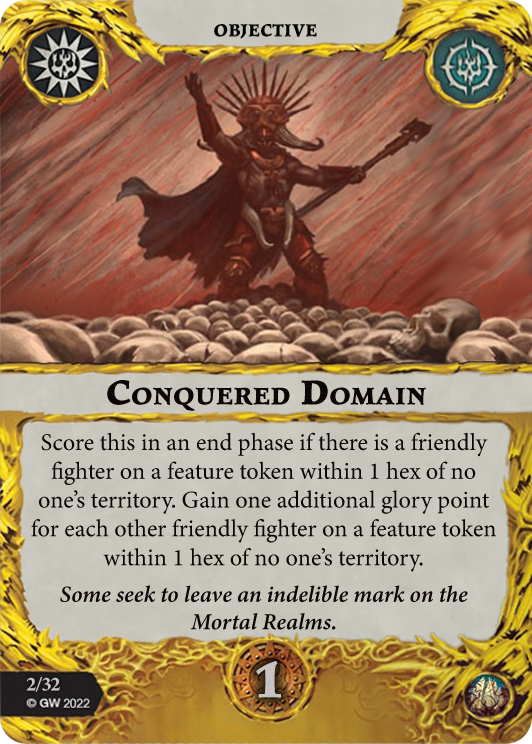 OBJECTIVE
CONQUERED DOMAIN
Score this in an end phase if there is a friendly
fighter on a feature token within 1 hex of no
one’s territory. Gain one additional glory point
for each other friendly fighter on a feature token
within 1 hex of no one’s territory.
Some seek to leave an indelible mark on the
Mortal Realms.
1
2/32
© GW 2022